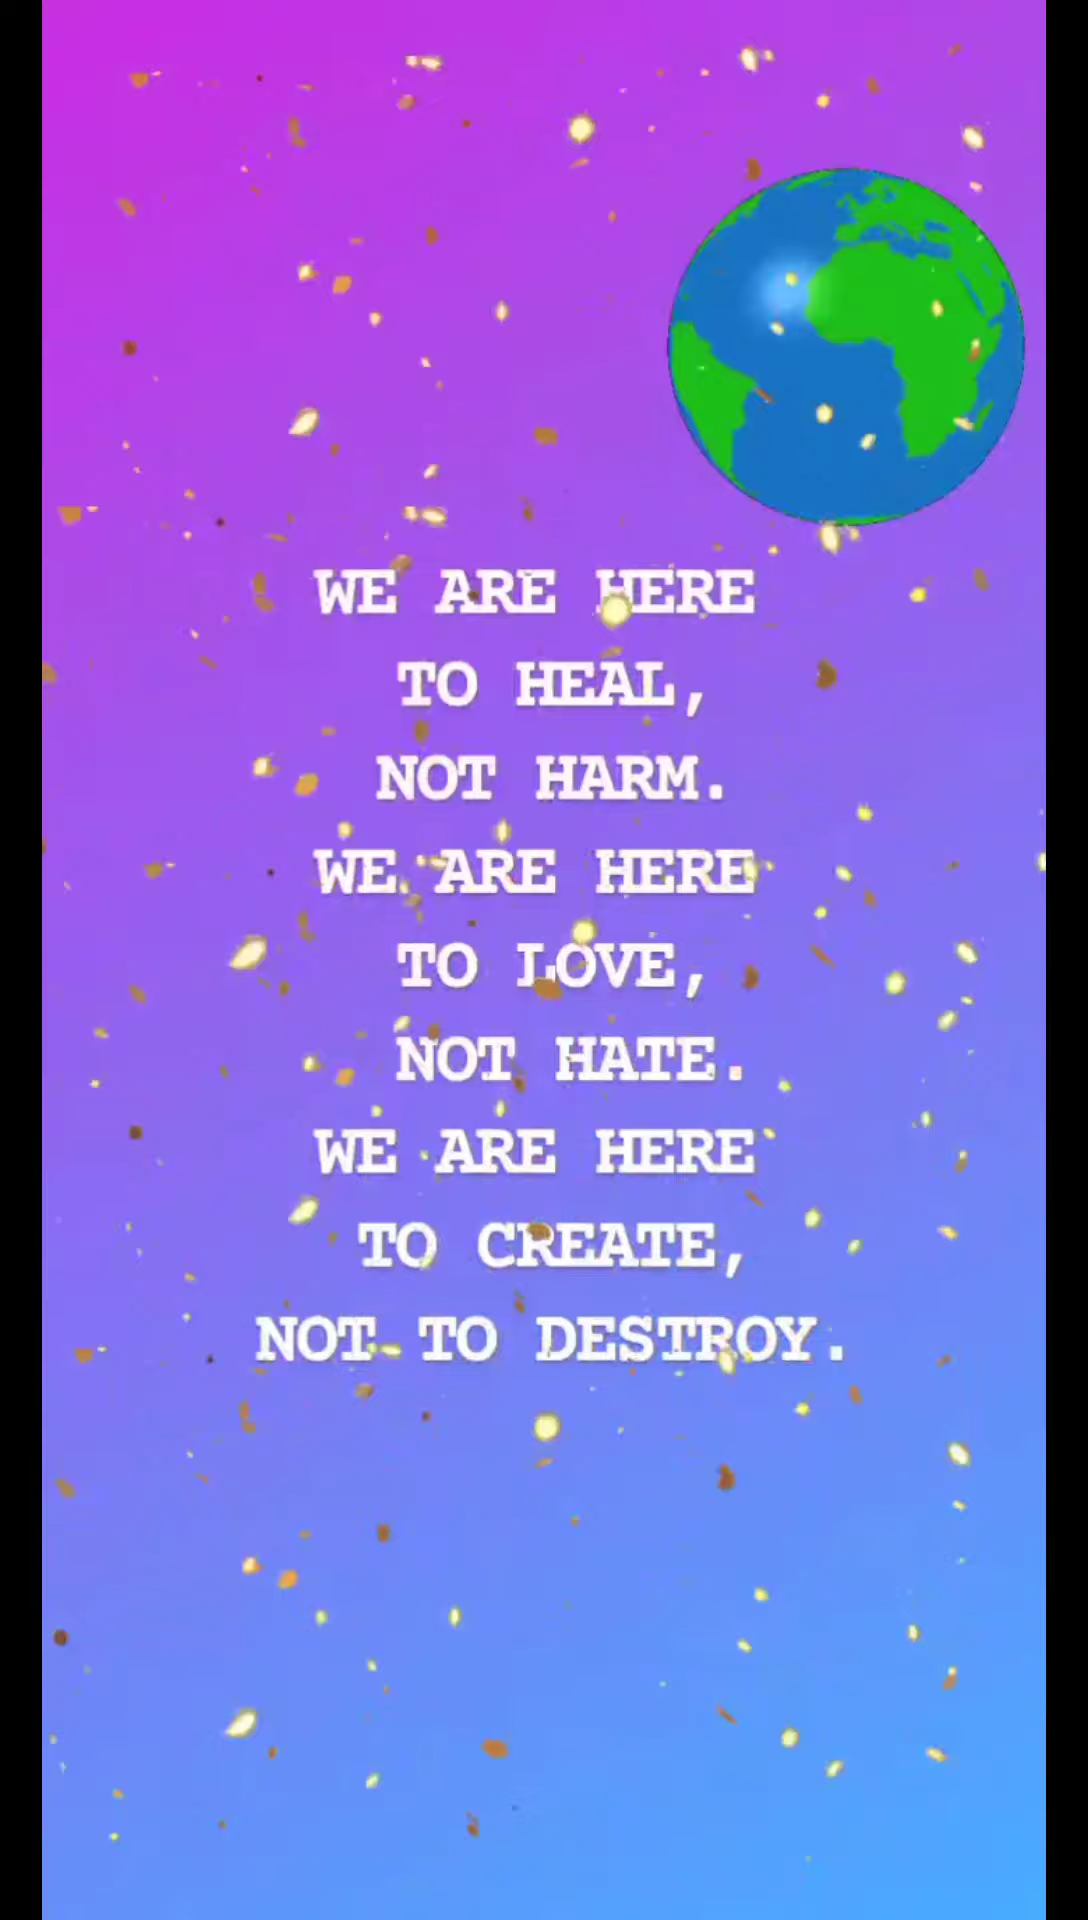 WE ARE HERE
TO HEAL,
NOT HARM.
WE ARE HERE
TO LOVE,
NOT HATE.
WE ARE HERE
TO CREATE,
NOT TO DESTROY.